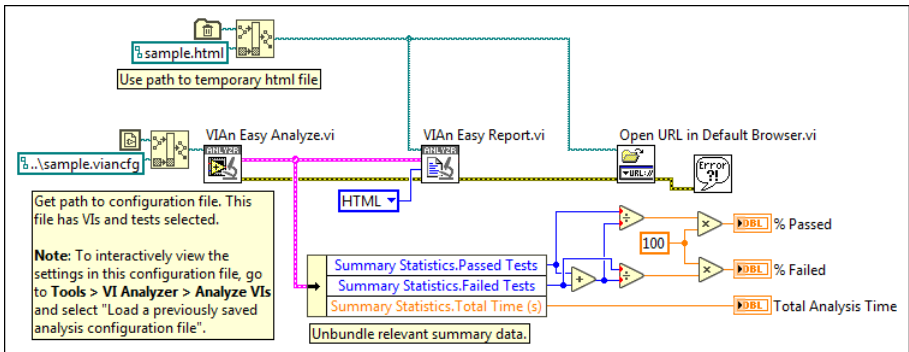 sample.html
Use path to temporary html file
VIAn Easy Analyze.vi
VIAn Easy Report.vi
Open URL in Default Browser.vi
ANLYZR
ANLYZR
URL://
Error
?!
..\sample.viancfg
HTML
Get path to configuration file. This
file has VIs and tests selected.
Note: To interactively view the
settings in this configuration file, go
to Tools > VI Analyzer > Analyze VIs
and select "Load a previously saved
analysis configuration file".
Summary Statistics.Passed Tests
Summary Statistics.Failed Tests
Summary Statistics.Total Time (s)
Unbundle relevant summary data.
+
÷
÷
100
×
×
DBL % Passed
DBL % Failed
DBL Total Analysis Time